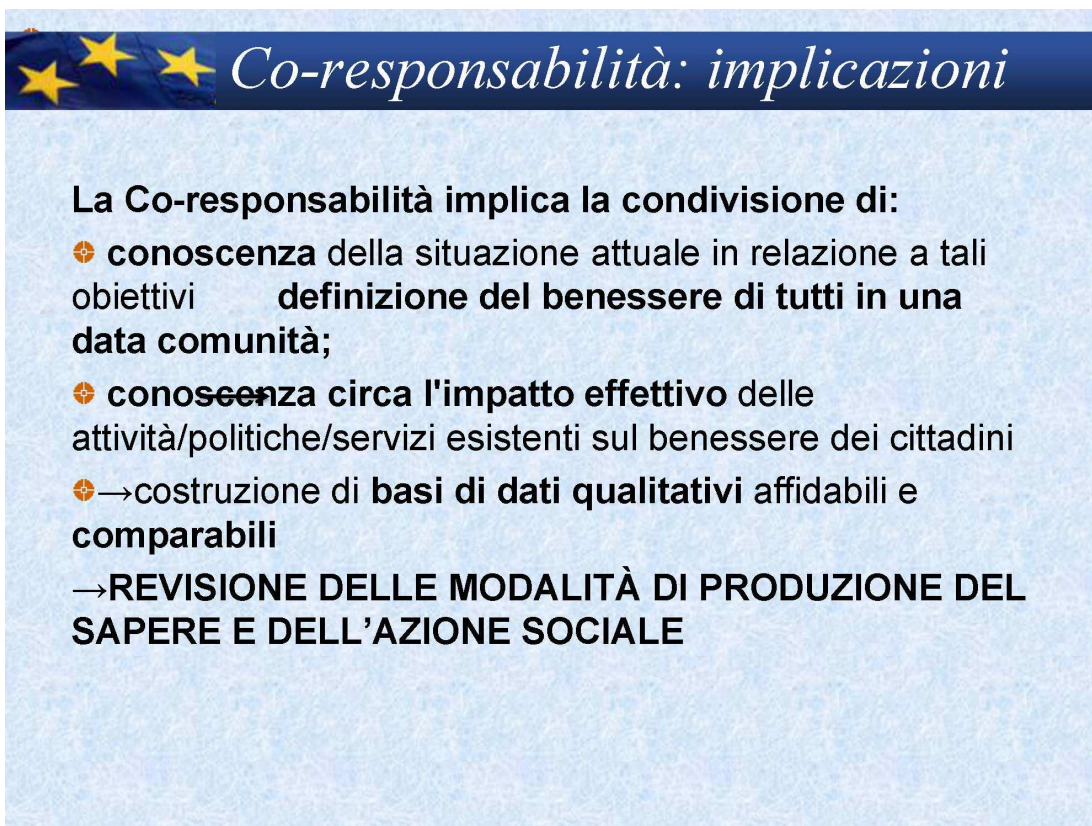 Co-responsabilità: implicazioni
La Co-responsabilità implica la condivisione di:
conoscenza della situazione attuale in relazione a tali
obiettivi definizione del benessere di tutti in una
data comunità;
conoscenza circa l'impatto effettivo delle
attività/politiche/servizi esistenti sul benessere dei cittadini
→costruzione di basi di dati qualitativi affidabili e
comparabili
→REVISIONE DELLE MODALITÀ DI PRODUZIONE DEL
SAPERE E DELL’AZIONE SOCIALE